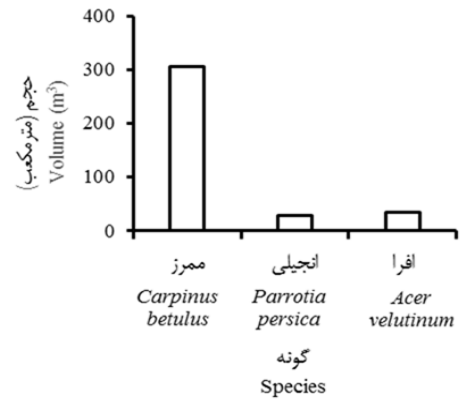 400
300
200
100
0
حجم (مترمکعب)
Volume (m³)
ممرز
Carpinus
betulus
انجیلی
Parrotia
persica
افرا
Acer
velutinum
گونه
Species